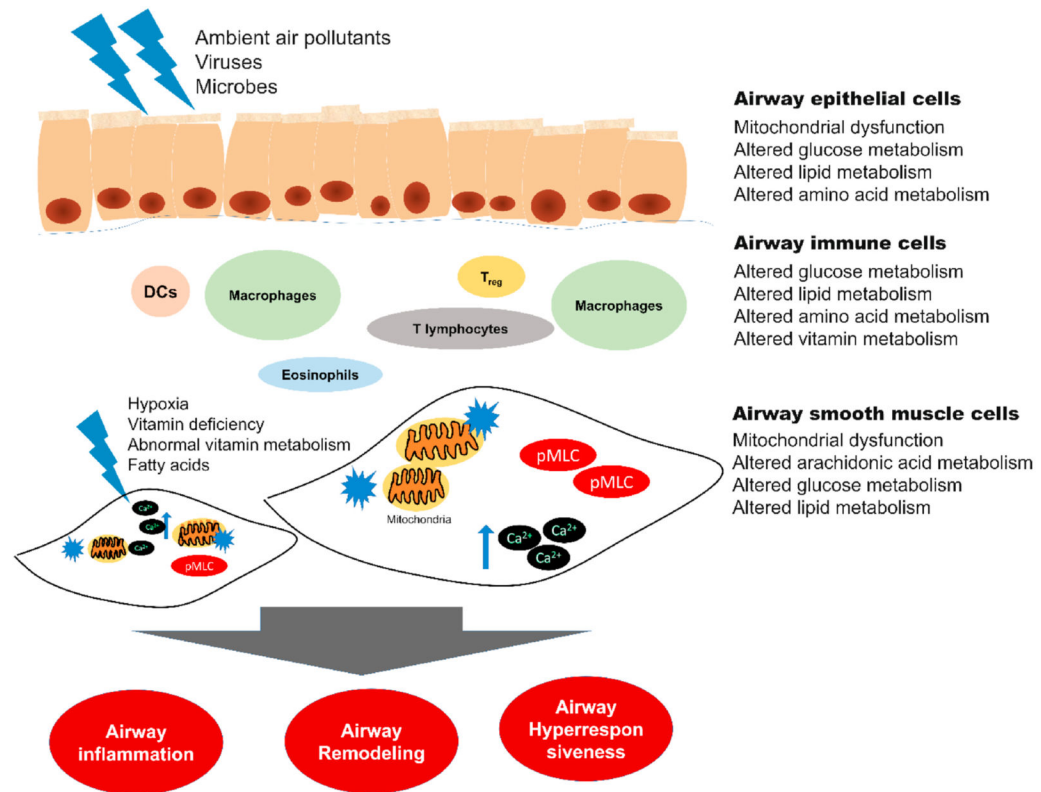 Ambient air pollutants
Viruses
Microbes
Airway epithelial cells
Mitochondrial dysfunction
Altered glucose metabolism
Altered lipid metabolism
Altered amino acid metabolism
Airway immune cells
Altered glucose metabolism
Altered lipid metabolism
Altered amino acid metabolism
Altered vitamin metabolism
DCs
Macrophages
Treg
T lymphocytes
Macrophages
Eosinophils
Hypoxia
Vitamin deficiency
Abnormal vitamin metabolism
Fatty acids
Airway smooth muscle cells
Mitochondrial dysfunction
Altered arachidonic acid metabolism
Altered glucose metabolism
Altered lipid metabolism
pMLC
pMLC
Mitochondria
Ca2+
Ca2+
Ca2+
Ca2+
Ca2+
Ca2+
pMLC
Airway
inflammation
Airway
Remodeling
Airway
Hyperrespon
siveness